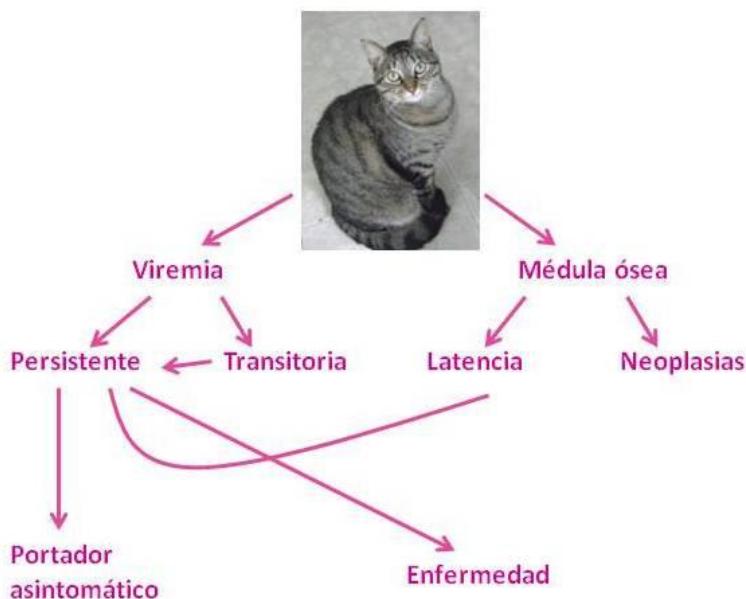 Viremia
Médula ósea
Persistente
Transitoria
Latencia
Neoplasias
Portador
asintomático
Enfermedad